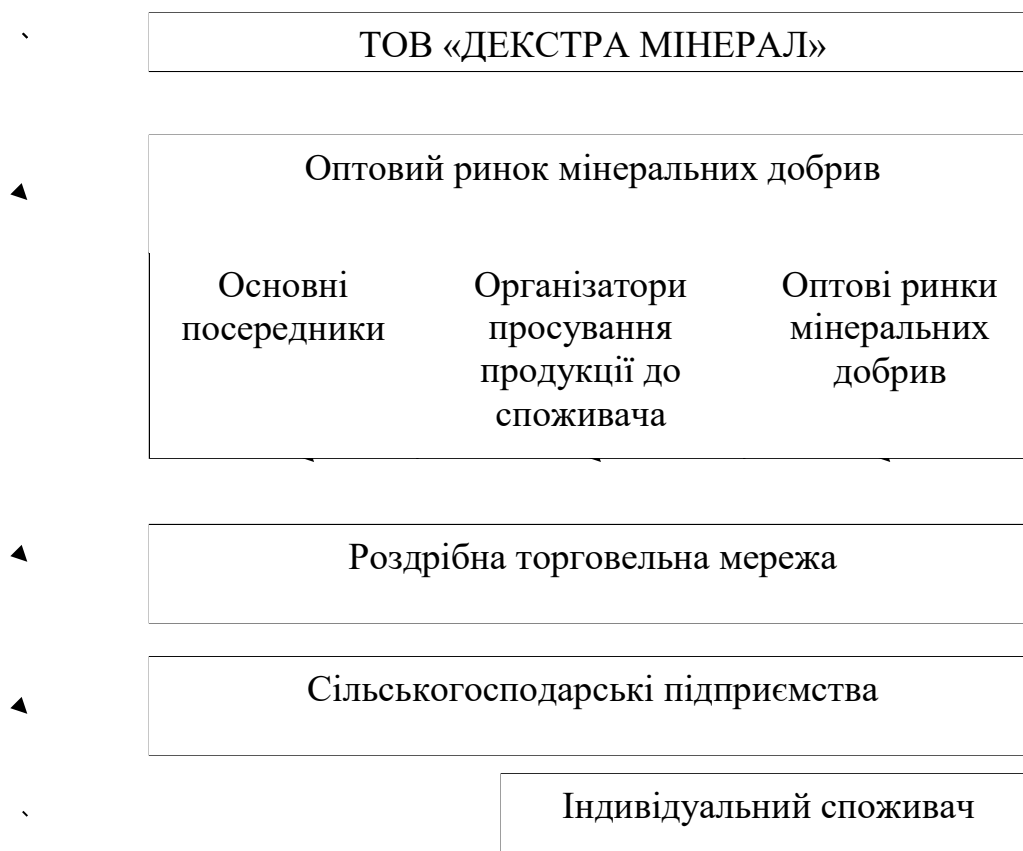 ТОВ «ДЕКСТРА МІНЕРАЛ»
Оптовий ринок мінеральних добрив
Основні
посередники
Організатори
просування
продукції до
споживача
Оптові ринки
мінеральних
добрив
Роздрібна торговельна мережа
Сільськогосподарські підприємства
Індивідуальний споживач